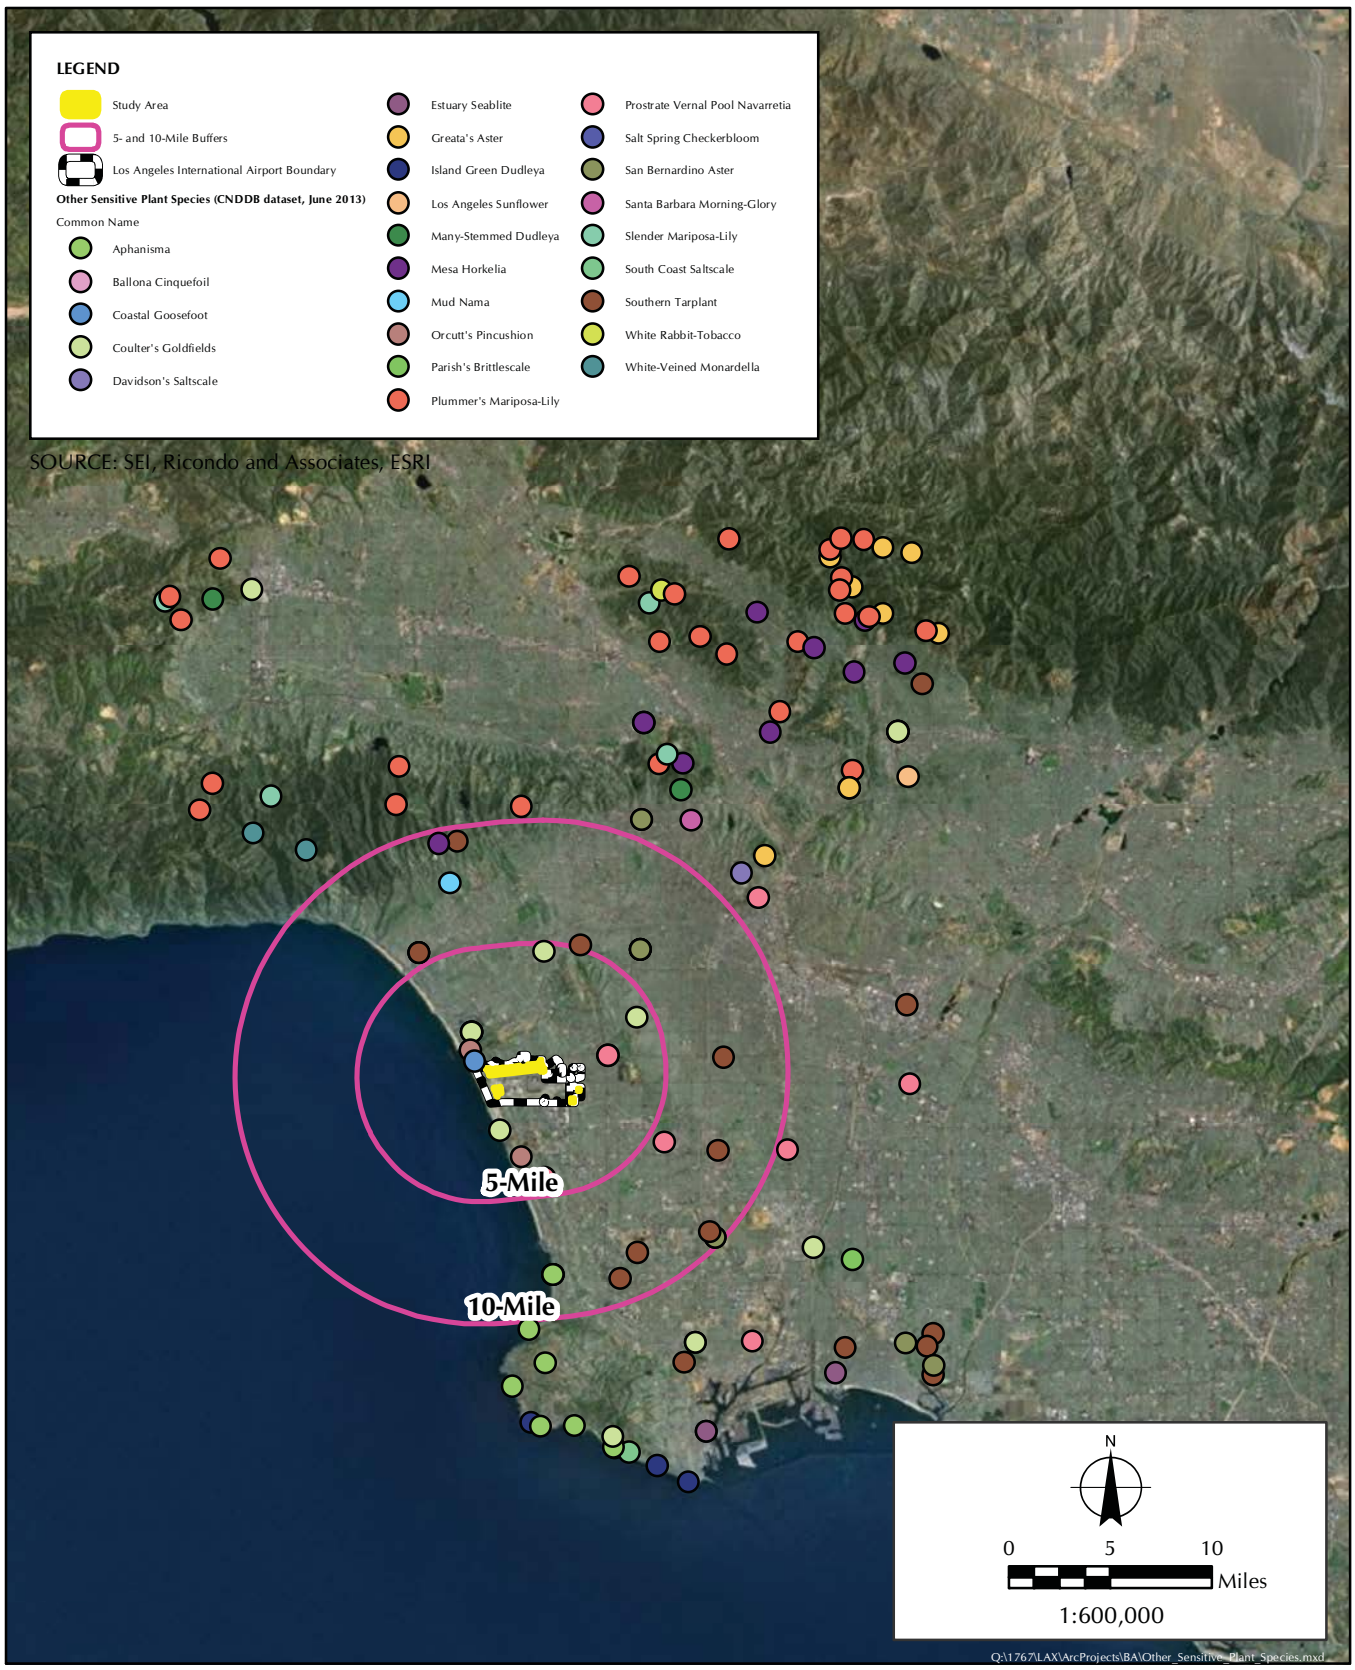 LEGEND
Study Area
5- and 10-Mile Buffers
Los Angeles International Airport Boundary
Other Sensitive Plant Species (CNDDB dataset, June 2013)
Common Name
Aphanisma
Ballona Cinquefoil
Coastal Goosefoot
Coulter's Goldfields
Davidson's Saltscale
Estuary Seablite
Greata's Aster
Island Green Dudleya
Los Angeles Sunflower
Many-Stemmed Dudleya
Mesa Horkelia
Mud Nama
Orcutt's Pincushion
Parish's Brittlescale
Plummer's Mariposa-Lily
Prostrate Vernal Pool Navarretia
Salt Spring Checkerbloom
San Bernardino Aster
Santa Barbara Morning-Glory
Slender Mariposa-Lily
South Coast Saltscale
Southern Tarplant
White Rabbit-Tobacco
White-Veined Monardella
SOURCE: SEI, Ricondo and Associates, ESRI
5-Mile
10-Mile
N
0 5 10
Miles
1:600,000
Q:\1767\LAX\ArcProjects\BA\Other_Sensitive_Plant_Species.mxd